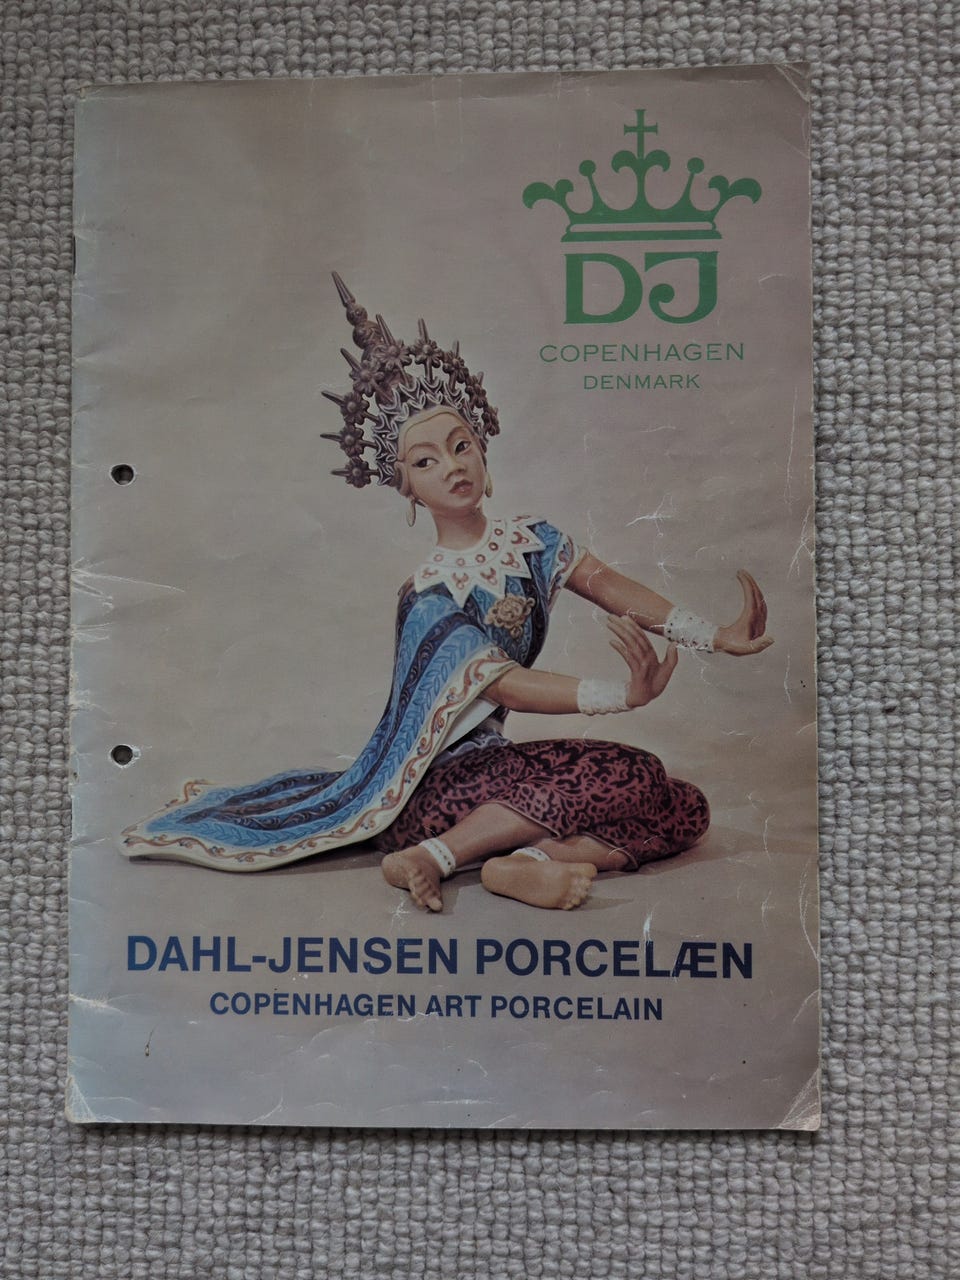 DJ
COPENHAGEN
DENMARK
DAHL-JENSEN PORCELÆN
COPENHAGEN ART PORCELAIN